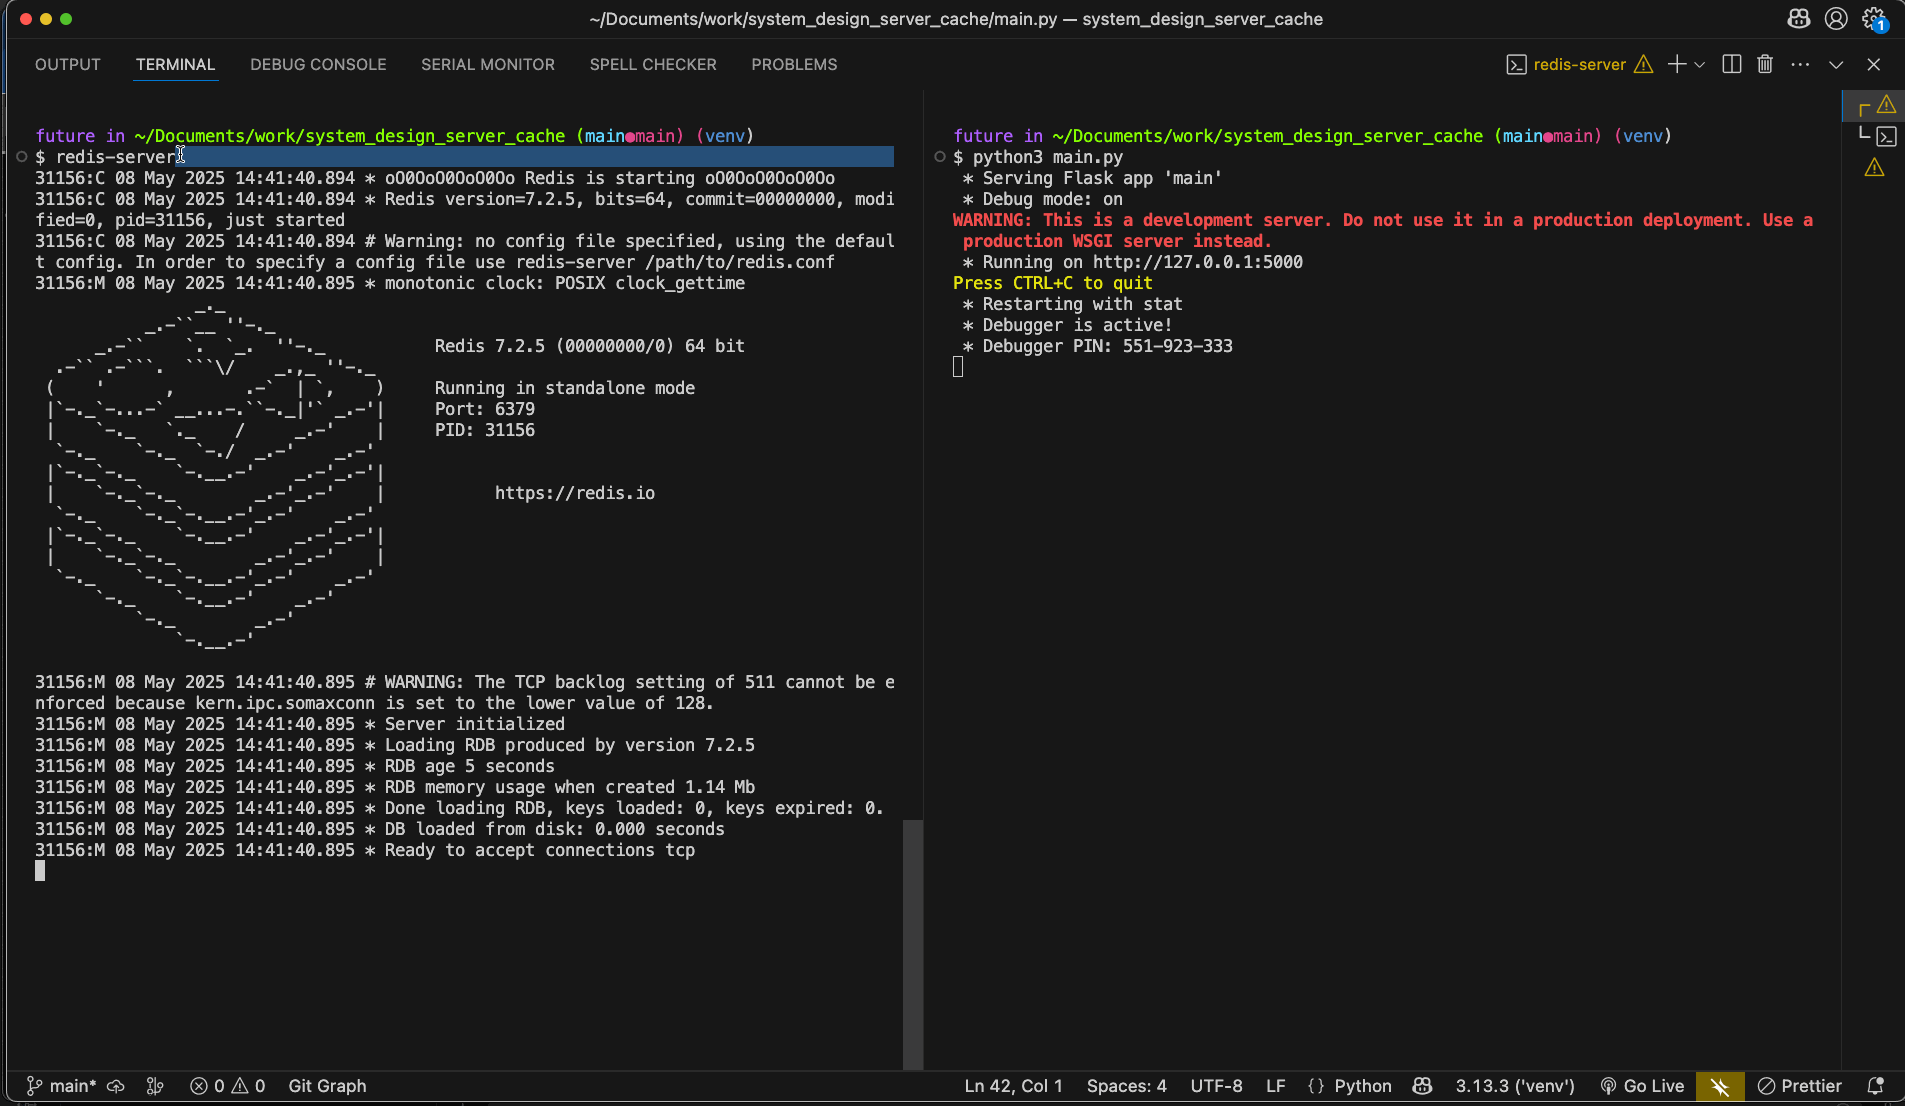 ~/Documents/work/system_design_server_cache/main.py — system_design_server_cache
1
OUTPUT TERMINAL DEBUG CONSOLE SERIAL MONITOR SPELL CHECKER PROBLEMS
redis-server
future in ~/Documents/work/system_design_server_cache (main●main) (venv)
$ redis-server
31156:C 08 May 2025 14:41:40.894 * oO0OoO0OoO0Oo Redis is starting oO0OoO0OoO0Oo
31156:C 08 May 2025 14:41:40.894 * Redis version=7.2.5, bits=64, commit=00000000, modi
fied=0, pid=31156, just started
31156:C 08 May 2025 14:41:40.894 # Warning: no config file specified, using the defaul
t config. In order to specify a config file use redis-server /path/to/redis.conf
31156:M 08 May 2025 14:41:40.895 * monotonic clock: POSIX clock_gettime
Redis 7.2.5 (00000000/0) 64 bit
Running in standalone mode
Port: 6379
PID: 31156
https://redis.io
31156:M 08 May 2025 14:41:40.895 # WARNING: The TCP backlog setting of 511 cannot be e
nforced because kern.ipc.somaxconn is set to the lower value of 128.
31156:M 08 May 2025 14:41:40.895 * Server initialized
31156:M 08 May 2025 14:41:40.895 * Loading RDB produced by version 7.2.5
31156:M 08 May 2025 14:41:40.895 * RDB age 5 seconds
31156:M 08 May 2025 14:41:40.895 * RDB memory usage when created 1.14 Mb
31156:M 08 May 2025 14:41:40.895 * Done loading RDB, keys loaded: 0, keys expired: 0.
31156:M 08 May 2025 14:41:40.895 * DB loaded from disk: 0.000 seconds
31156:M 08 May 2025 14:41:40.895 * Ready to accept connections tcp
future in ~/Documents/work/system_design_server_cache (main●main) (venv)
$ python3 main.py
* Serving Flask app 'main'
* Debug mode: on
WARNING: This is a development server. Do not use it in a production deployment. Use a
production WSGI server instead.
* Running on http://127.0.0.1:5000
Press CTRL+C to quit
* Restarting with stat
* Debugger is active!
* Debugger PIN: 551-923-333
main* 0 0 Git Graph Ln 42, Col 1 Spaces: 4 UTF-8 LF {} Python 3.13.3 ('venv') Go Live Prettier